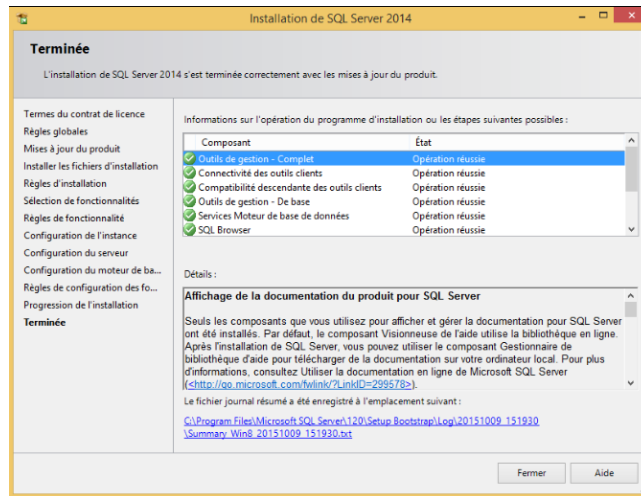 Installation de SQL Server 2014
Terminée
L'installation de SQL Server 2014 s'est terminée correctement avec les mises à jour du produit.
Termes du contrat de licence
Règles globales
Mises à jour du produit
Installer les fichiers d'installation
Règles d'installation
Sélection de fonctionnalités
Règles de fonctionnalité
Configuration de l'instance
Configuration du serveur
Configuration du moteur de ba...
Règles de configuration des fo...
Progression de l'installation
Terminée
Informations sur l'opération du programme d'installation ou les étapes suivantes possibles :
Composant État
Outils de gestion - Complet Opération réussie
Connectivité des outils clients Opération réussie
Compatibilité descendante des outils clients Opération réussie
Outils de gestion - De base Opération réussie
Services Moteur de base de données Opération réussie
SQL Browser Opération réussie
Détails :
Affichage de la documentation du produit pour SQL Server
Seuls les composants que vous utilisez pour afficher et gérer la documentation pour SQL Server
ont été installés. Par défaut, le composant Visionneuse de l'aide utilise la bibliothèque en ligne.
Après l'installation de SQL Server, vous pouvez utiliser le composant Gestionnaire de
bibliothèque d'aide pour télécharger de la documentation sur votre ordinateur local. Pour plus
d'informations, consultez Utiliser la documentation en ligne de Microsoft SQL Server
(<http://go.microsoft.com/fwlink/?LinkID=299578>).
Le fichier journal résumé a été enregistré à l'emplacement suivant :
C:\Program Files\Microsoft SQL Server\120\Setup Bootstrap\Log\20151009_151930
\Summary_Win8_20151009_151930.txt
Fermer Aide